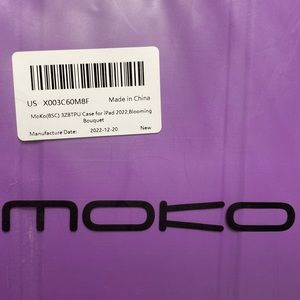 US X003C60M8F Made in China
MoKo(BSC) 3ZBTPU Case for iPad 2022,Blooming
Bouquet
Manufacture Date: 2022-12-20 New
moko